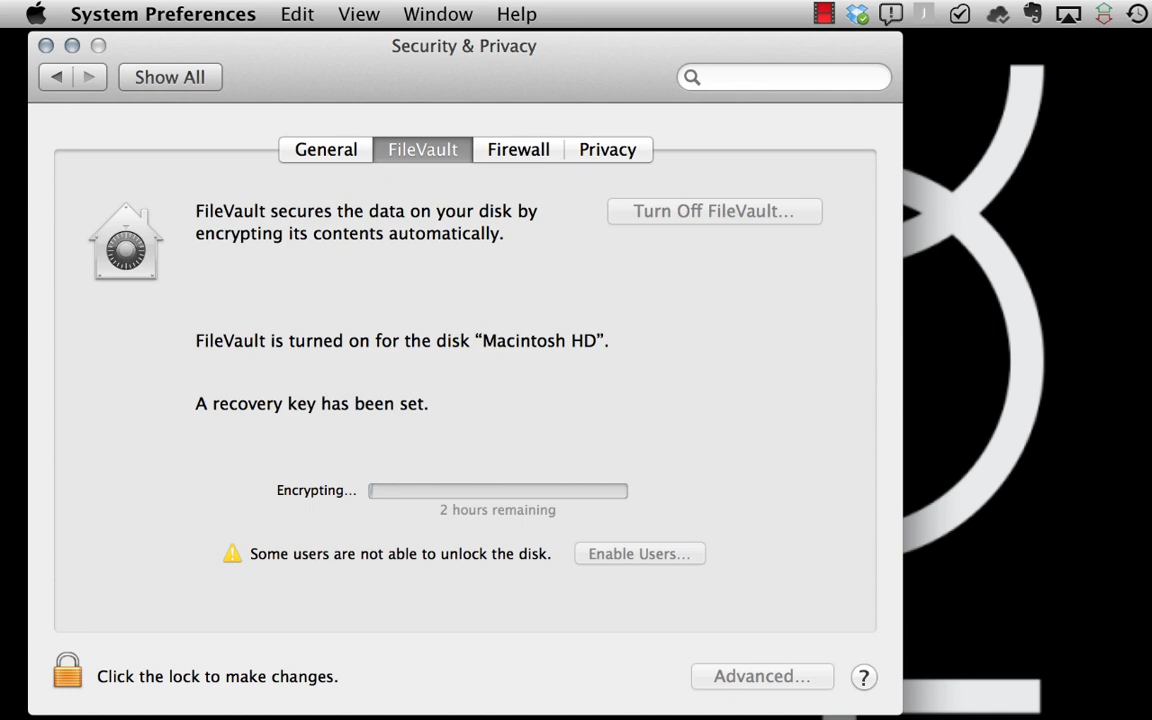 System Preferences Edit View Window Help
Security & Privacy
Show All
General FileVault Firewall Privacy
FileVault secures the data on your disk by
encrypting its contents automatically.
Turn Off FileVault...
FileVault is turned on for the disk “Macintosh HD”.
A recovery key has been set.
Encrypting...
2 hours remaining
Some users are not able to unlock the disk.
Enable Users...
Click the lock to make changes.
Advanced...
?